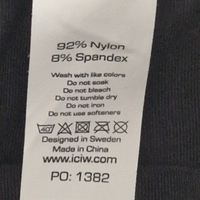 92% Nylon
8% Spandex
Wash with like colors
Do not soak
Do not bleach
Do not tumble dry
Do not iron
Do not use softeners
40
Designed in Sweden
Made in China
www.iciw.com
PO: 1382